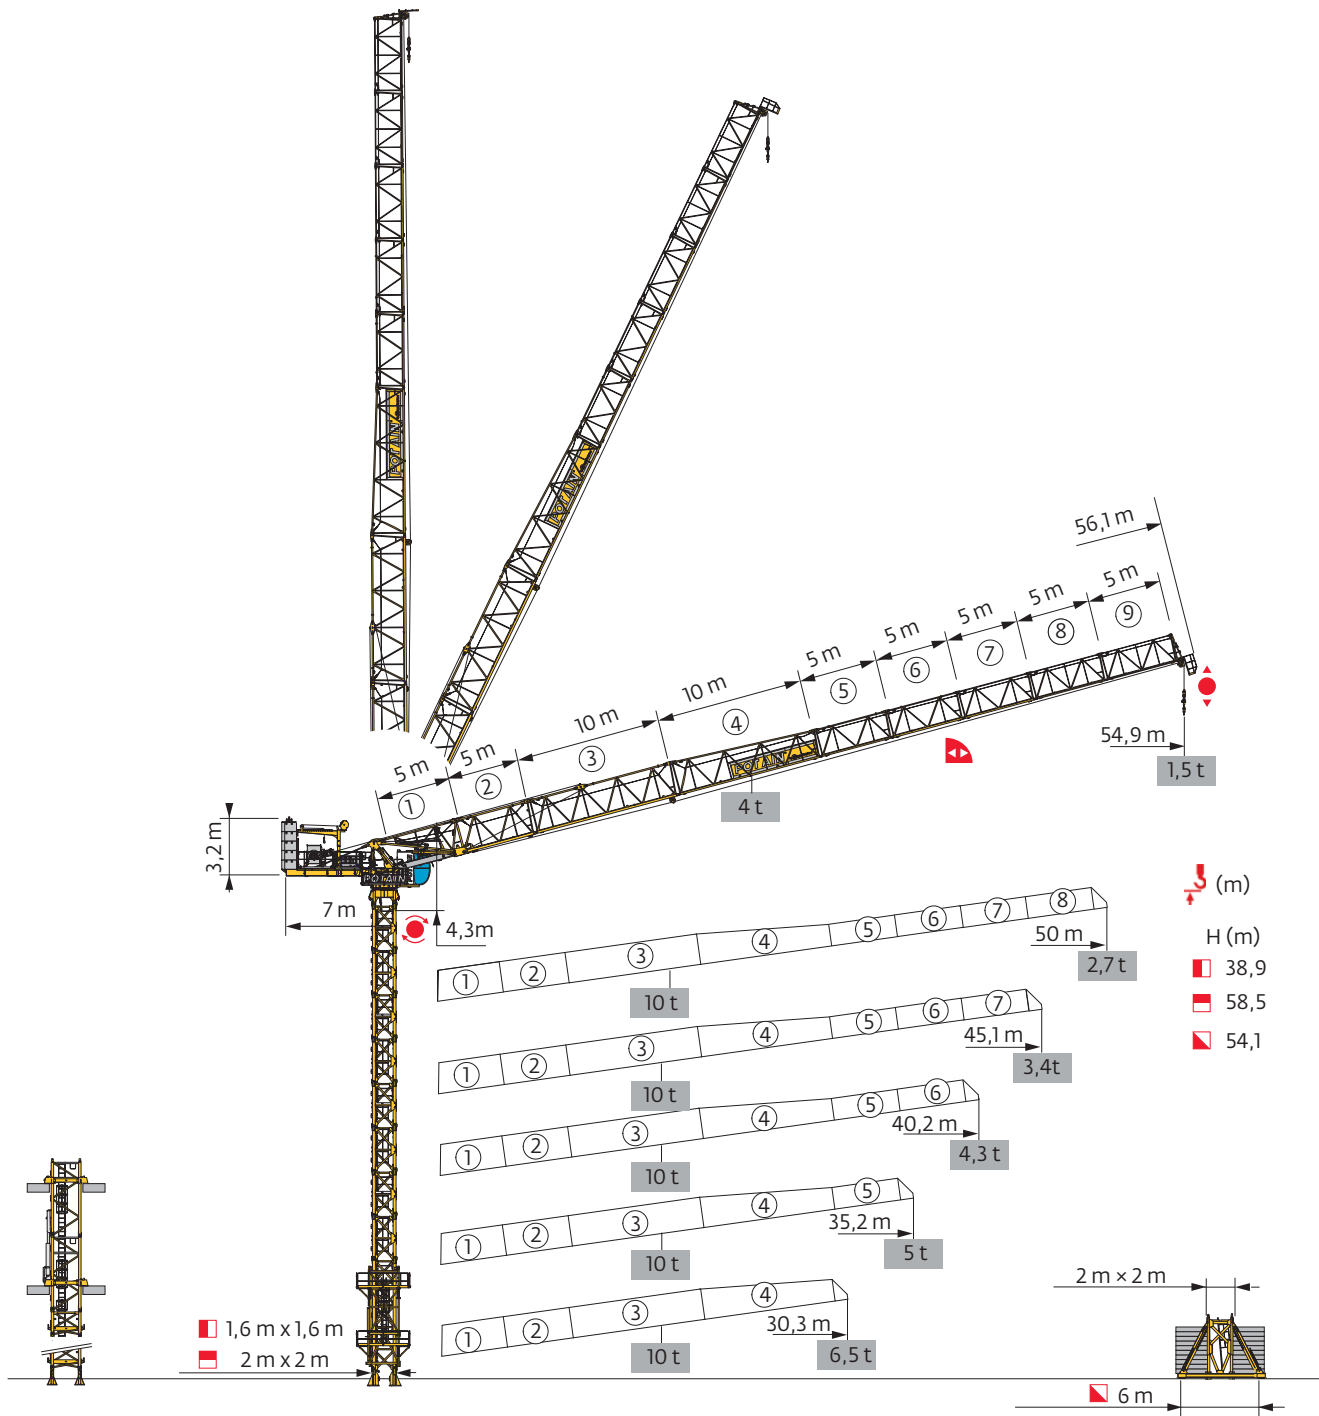 56,1 m
5 m
⑨
5 m
⑧
5 m
⑦
5 m
⑥
5 m
⑤
10 m
④
10 m
③
5 m
②
5 m
①
POTAIN
POTAIN
POTAIN
54,9 m
1,5 t
4 t
3,2 m
POTAIN
7 m
4,3m
(m)
H (m)
38,9
58,5
54,1
① ② ③ ④ ⑤ ⑥ ⑦ ⑧
50 m
2,7 t
10 t
① ② ③ ④ ⑤ ⑥ ⑦
45,1 m
3,4t
10 t
① ② ③ ④ ⑤ ⑥
40,2 m
4,3 t
10 t
① ② ③ ④ ⑤
35,2 m
5 t
10 t
① ② ③ ④
30,3 m
6,5 t
10 t
1,6 m x 1,6 m
2 m x 2 m
2 m × 2 m
6 m